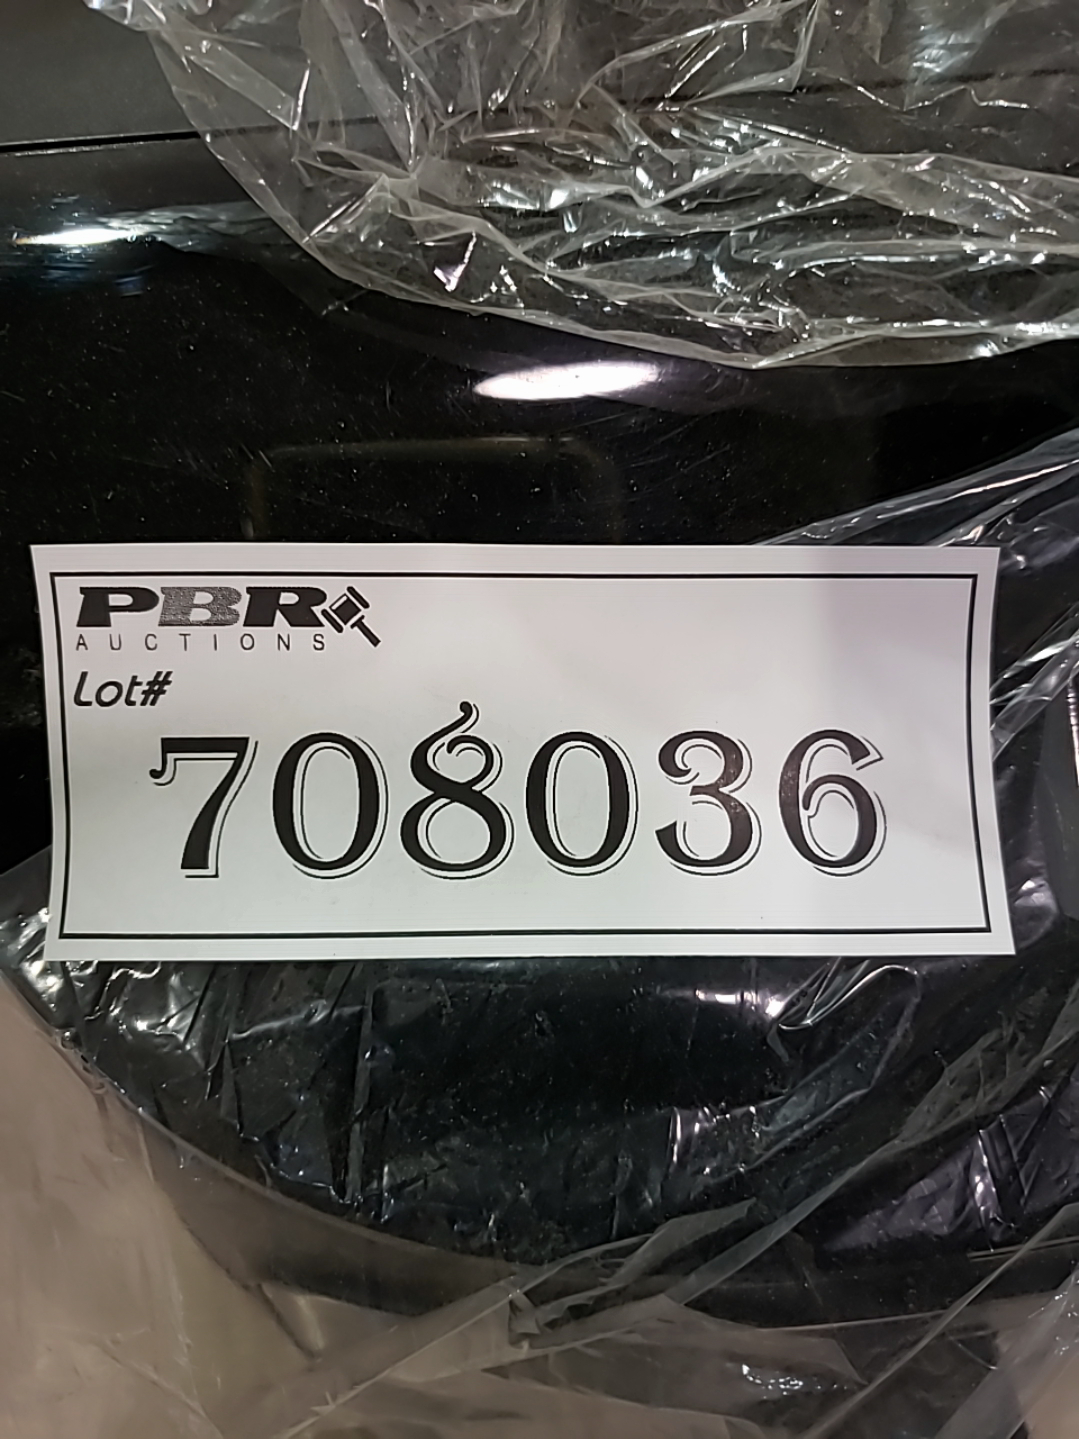 PBR
AUCTIONS
Lot#
708036